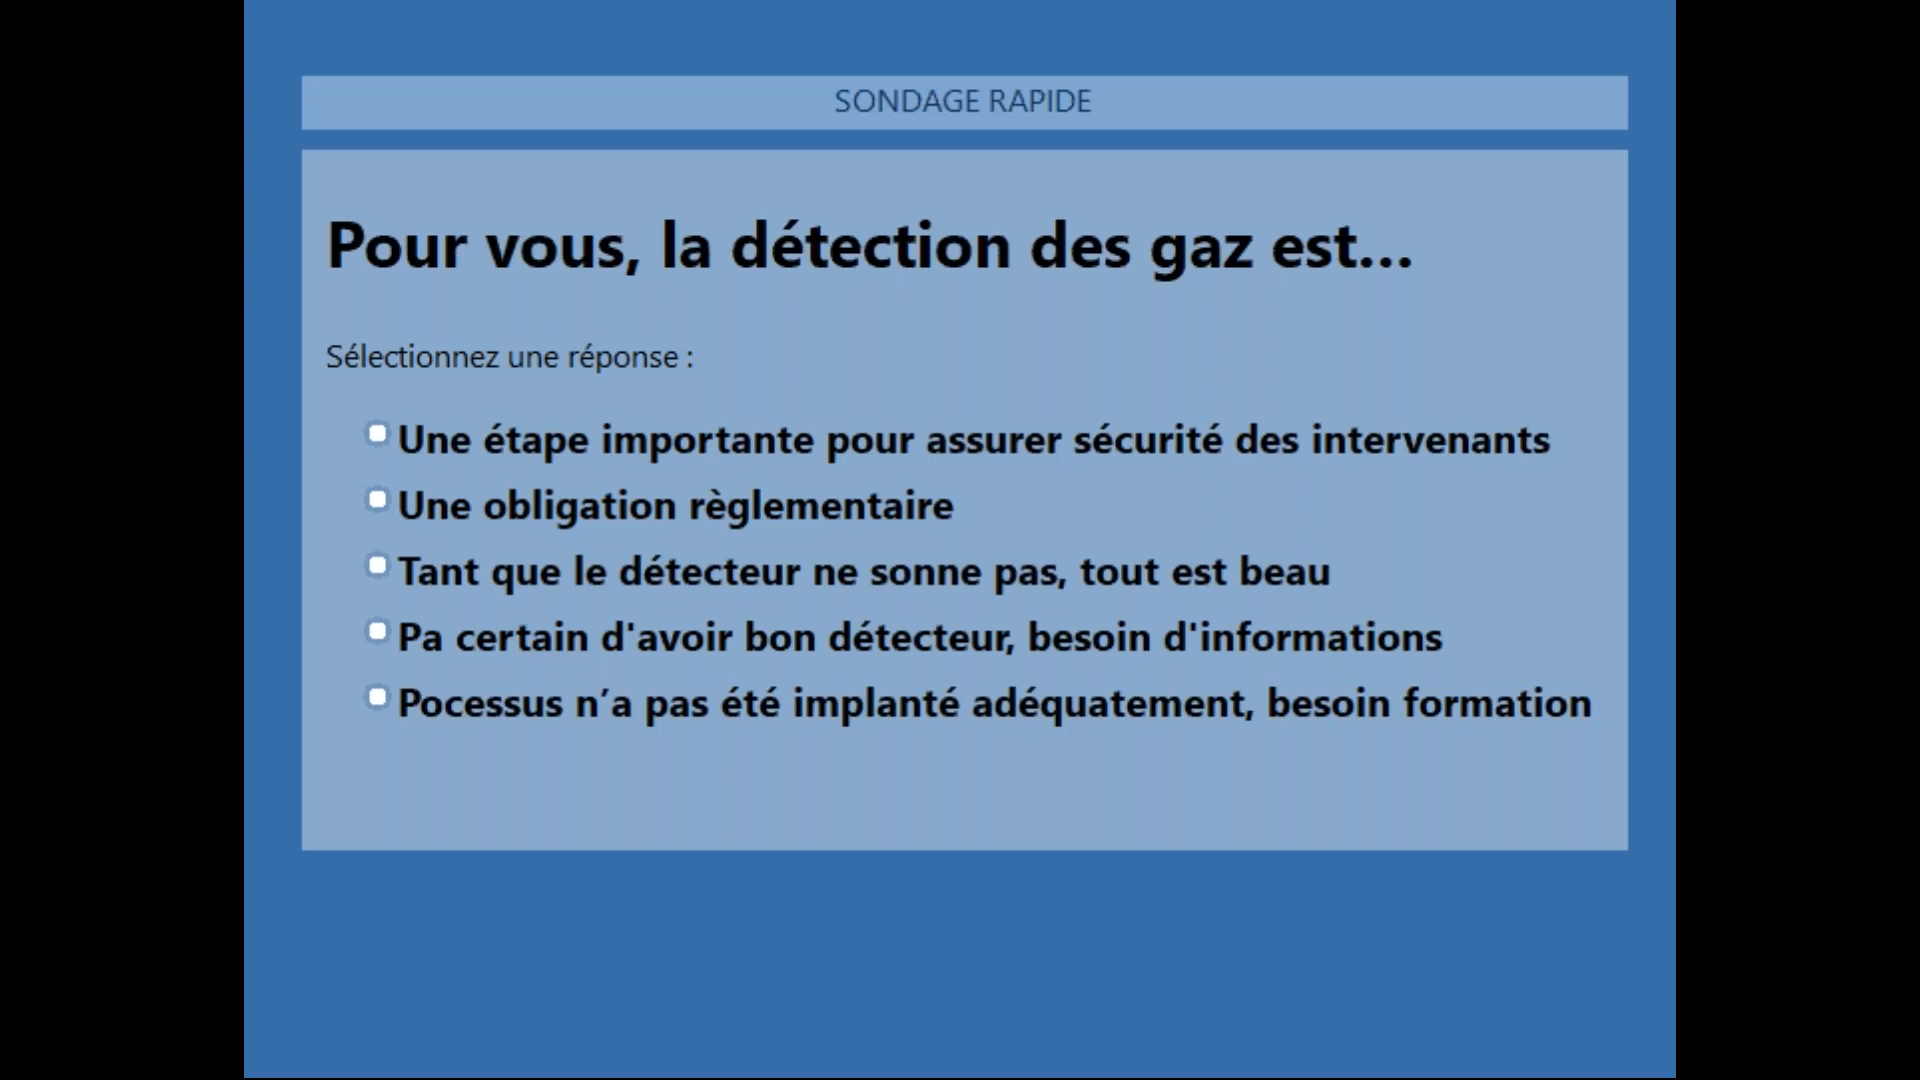 SONDAGE RAPIDE
Pour vous, la détection des gaz est...
Sélectionnez une réponse :
Une étape importante pour assurer sécurité des intervenants
Une obligation règlementaire
Tant que le détecteur ne sonne pas, tout est beau
Pa certain d'avoir bon détecteur, besoin d'informations
Pocessus n’a pas été implanté adéquatement, besoin formation